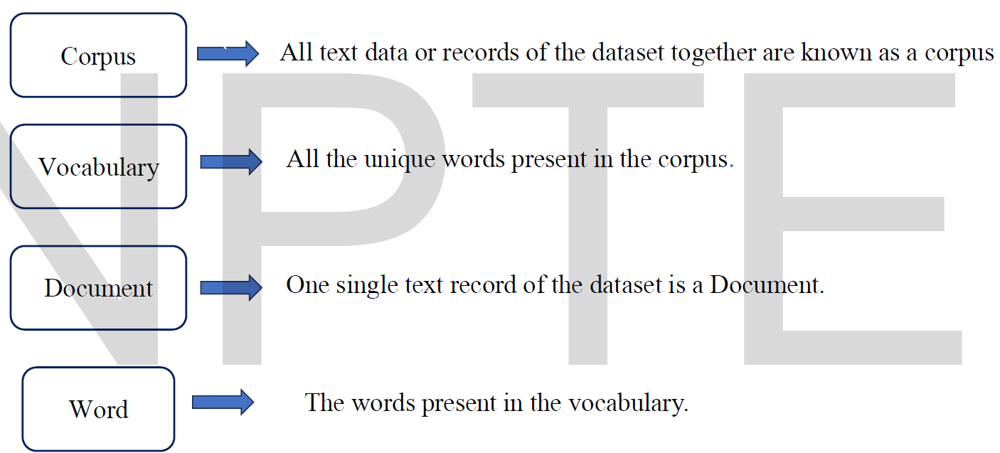 Corpus All text data or records of the dataset together are known as a corpus
Vocabulary All the unique words present in the corpus.
Document One single text record of the dataset is a Document.
Word The words present in the vocabulary.
NPTE